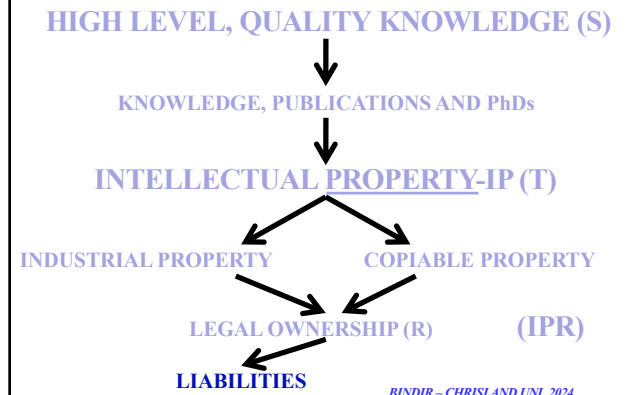 HIGH LEVEL, QUALITY KNOWLEDGE (S)
KNOWLEDGE, PUBLICATIONS AND PhDs
INTELLECTUAL PROPERTY-IP (T)
INDUSTRIAL PROPERTY COPIABLE PROPERTY
LEGAL OWNERSHIP (R) (IPR)
LIABILITIES
BINDIR – CHRISLAND UNI, 2024